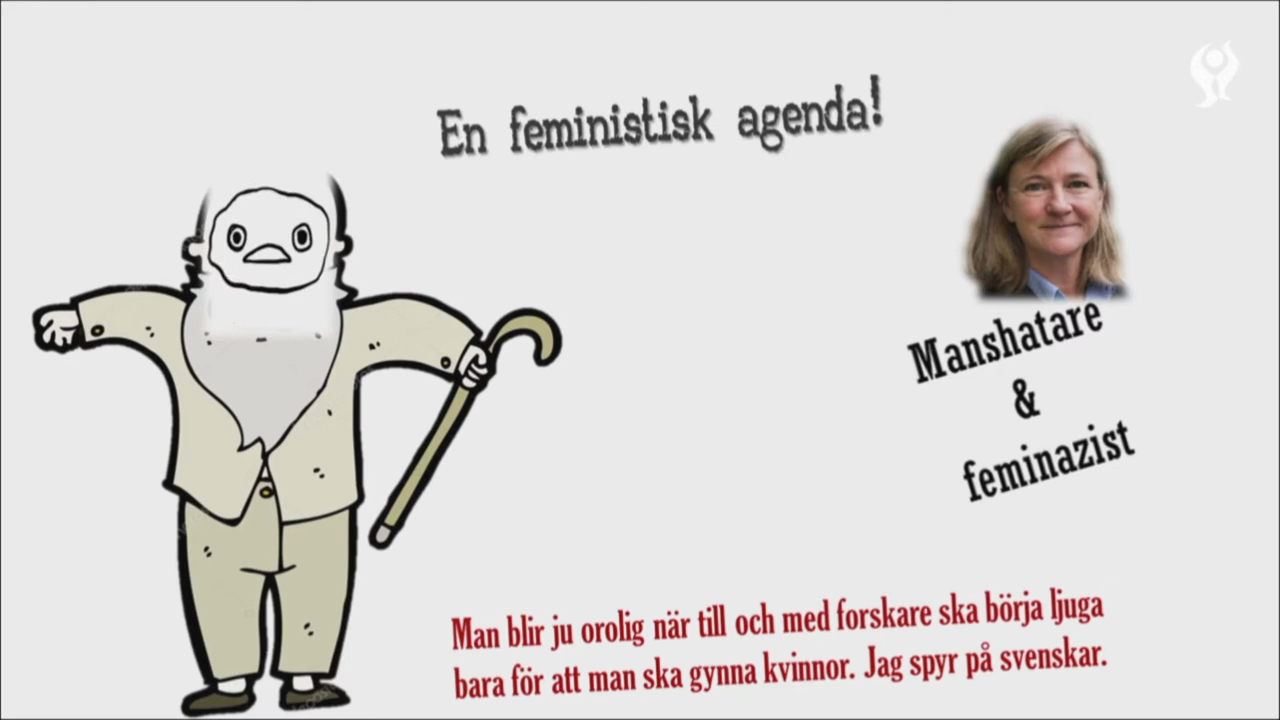 En feministisk agenda!
Manshatare
&
feminazist
Man blir ju orolig när till och med forskare ska börja ljuga
bara för att man ska gynna kvinnor. Jag spyr på svenskar.